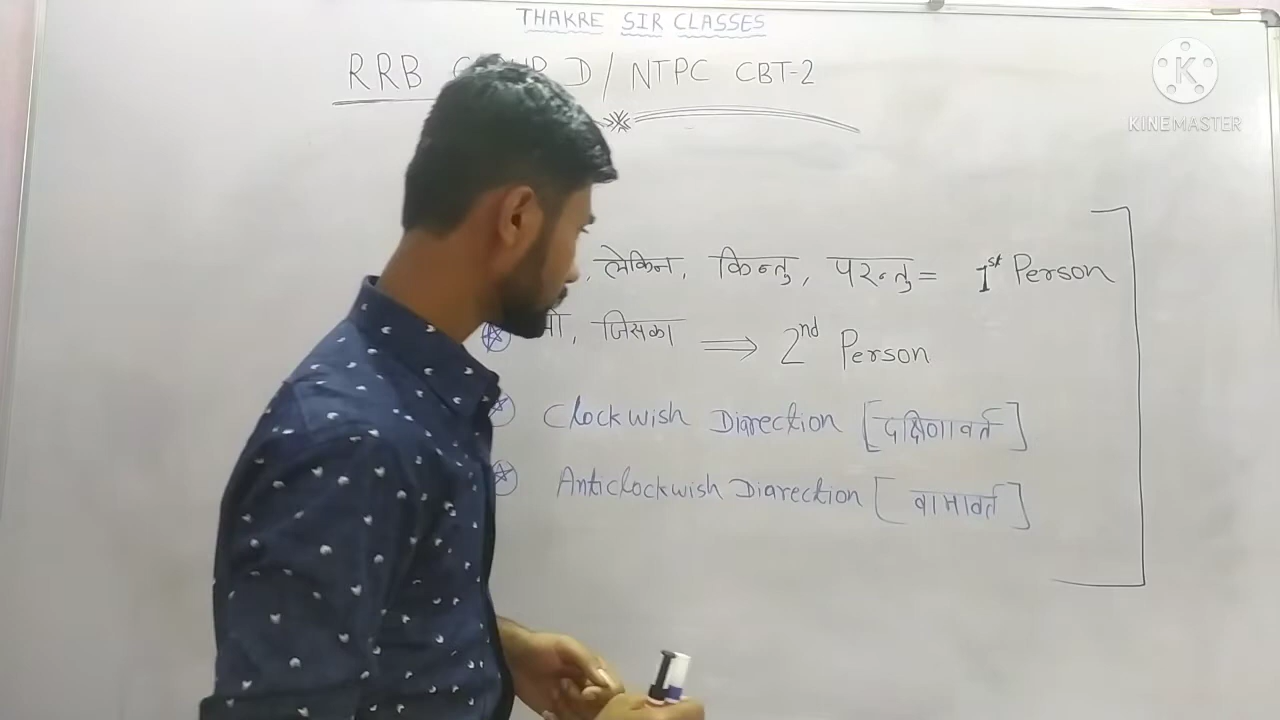 THAKRE SIR CLASSES
RRB D / NTPC CBT-2
K
KINEMASTER
, लेकिन, किन्तु, परन्तु = 1st Person
, जिसका ⟹ 2nd Person
Clockwish Diarection [दक्षिणावर्त]
Anticlockwish Diarection [वामावर्त]